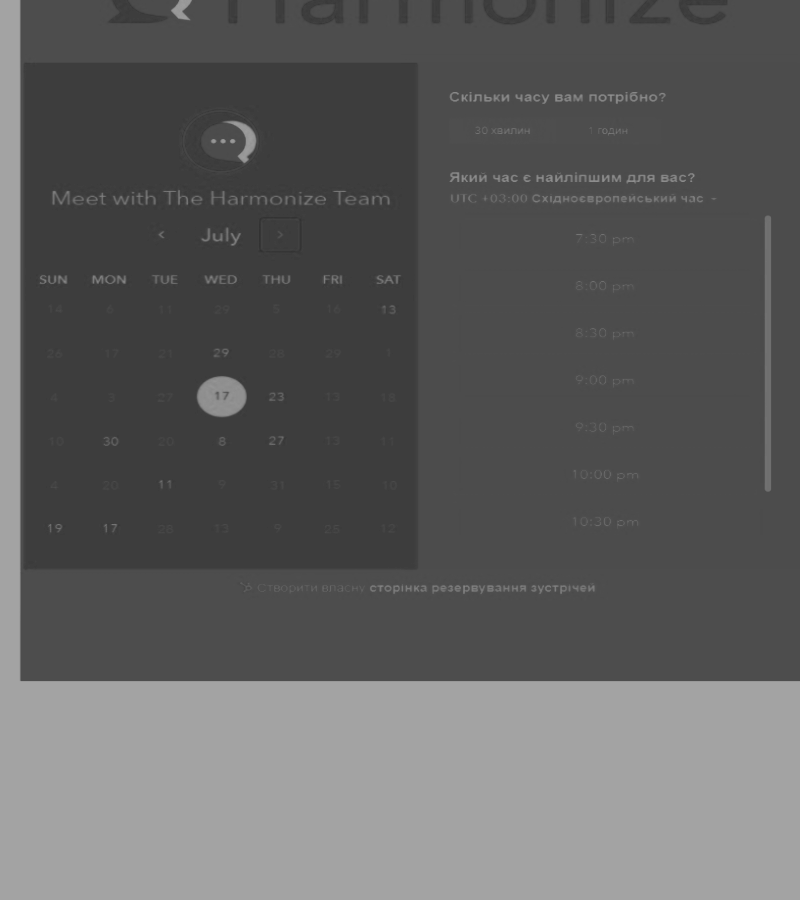 Harmonize
Скільки часу вам потрібно?
30 хвилин 1 годин
Meet with The Harmonize Team
Який час є найліпшим для вас?
UTC +03:00 Східноєвропейський час
July
SUN MON TUE WED THU FRI SAT
14 6 11 29 5 16 13
26 17 21 29 28 29 1
4 2 27 17 23 13 16
10 30 20 8 27 13 11
4 20 11 9 31 15 10
19 17 28 13 9 25 12
7:30 pm
8:00 pm
8:30 pm
9:00 pm
9:30 pm
10:00 pm
10:30 pm
Створити власну сторінка резервування зустрічей